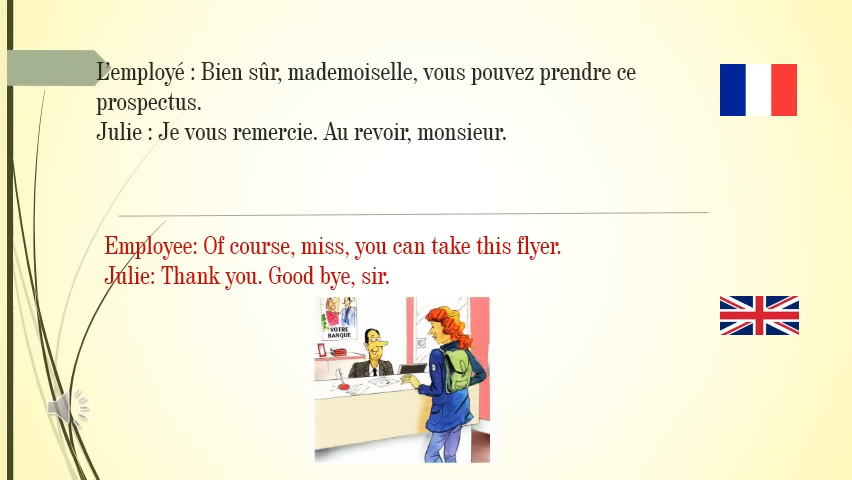 L'employé : Bien sûr, mademoiselle, vous pouvez prendre ce
prospectus.
Julie : Je vous remercie. Au revoir, monsieur.
Employee: Of course, miss, you can take this flyer.
Julie: Thank you. Good bye, sir.
VOTRE
BANQUE